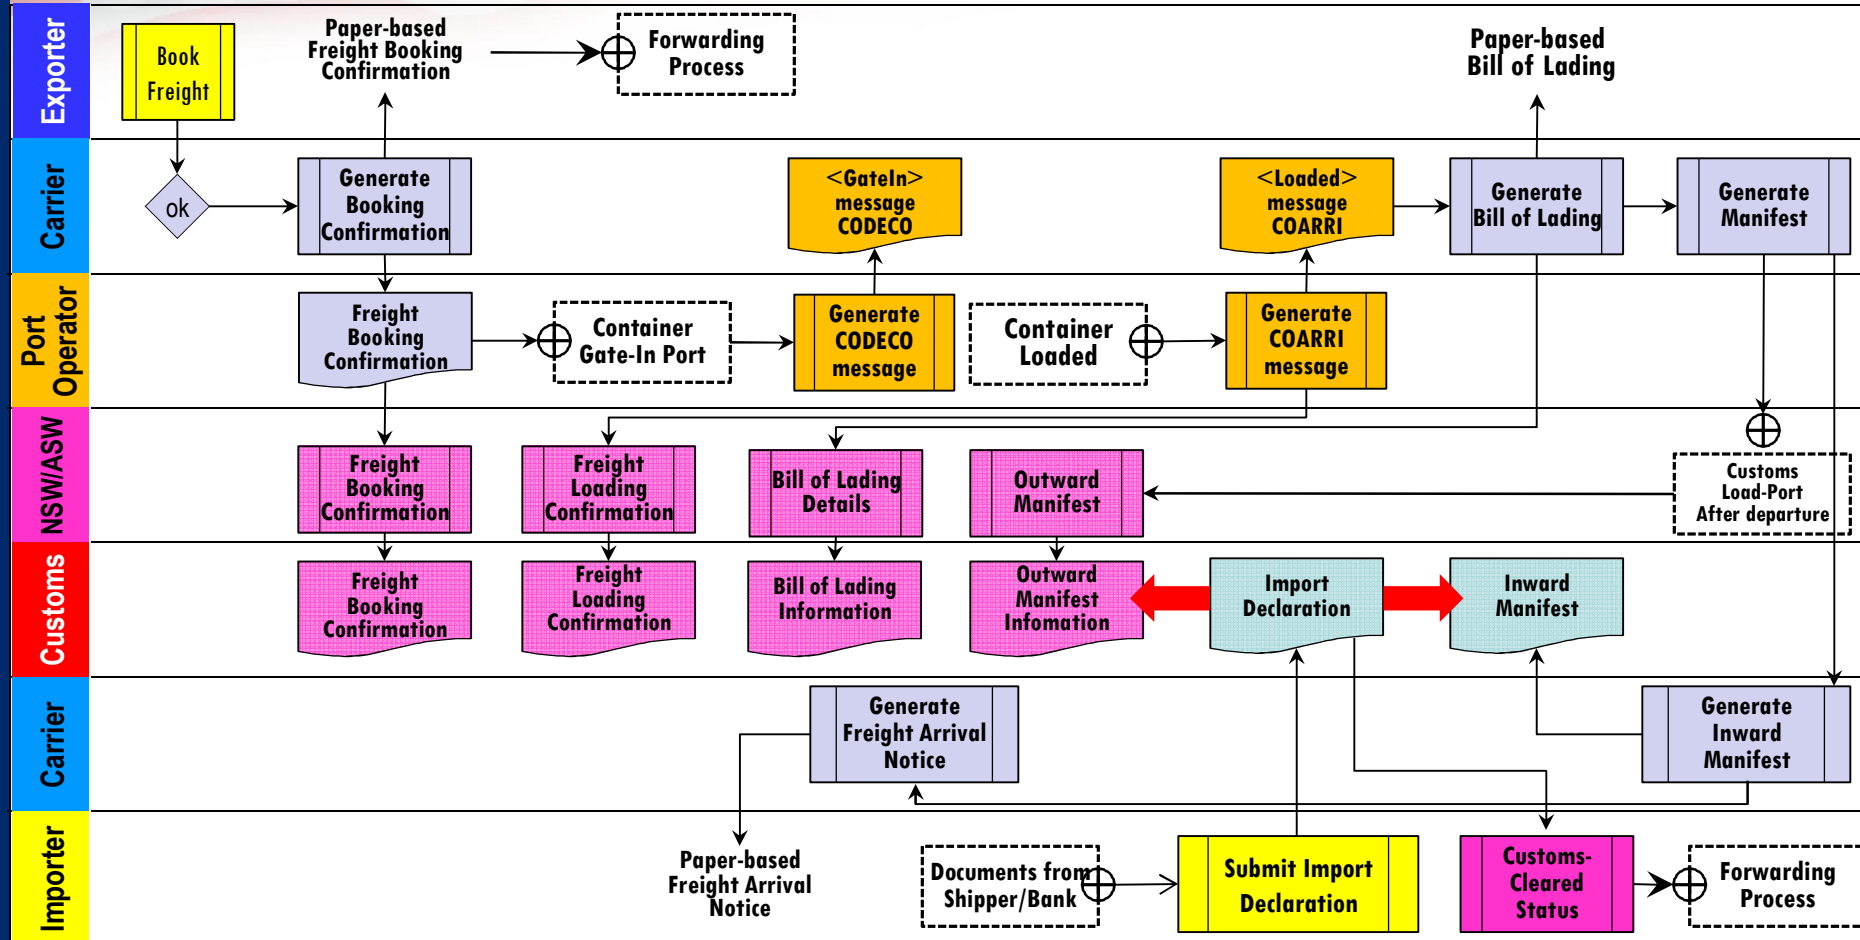 Exporter
Book
Freight
Paper-based
Freight Booking
Confirmation
Forwarding
Process
Paper-based
Bill of Lading
Carrier
ok
Generate
Booking
Confirmation
<GateIn>
message
CODECO
<Loaded>
message
COARRI
Generate
Bill of Lading
Generate
Manifest
Port
Operator
Freight
Booking
Confirmation
Container
Gate-In Port
Generate
CODECO
message
Container
Loaded
Generate
COARRI
message
NSW/ASW
Freight
Booking
Confirmation
Freight
Loading
Confirmation
Bill of Lading
Details
Outward
Manifest
Customs
Load-Port
After departure
Customs
Freight
Booking
Confirmation
Freight
Loading
Confirmation
Bill of Lading
Information
Outward
Manifest
Infomation
Import
Declaration
Inward
Manifest
Carrier
Generate
Freight Arrival
Notice
Generate
Inward
Manifest
Importer
Paper-based
Freight Arrival
Notice
Documents from
Shipper/Bank
Submit Import
Declaration
Customs-
Cleared
Status
Forwarding
Process